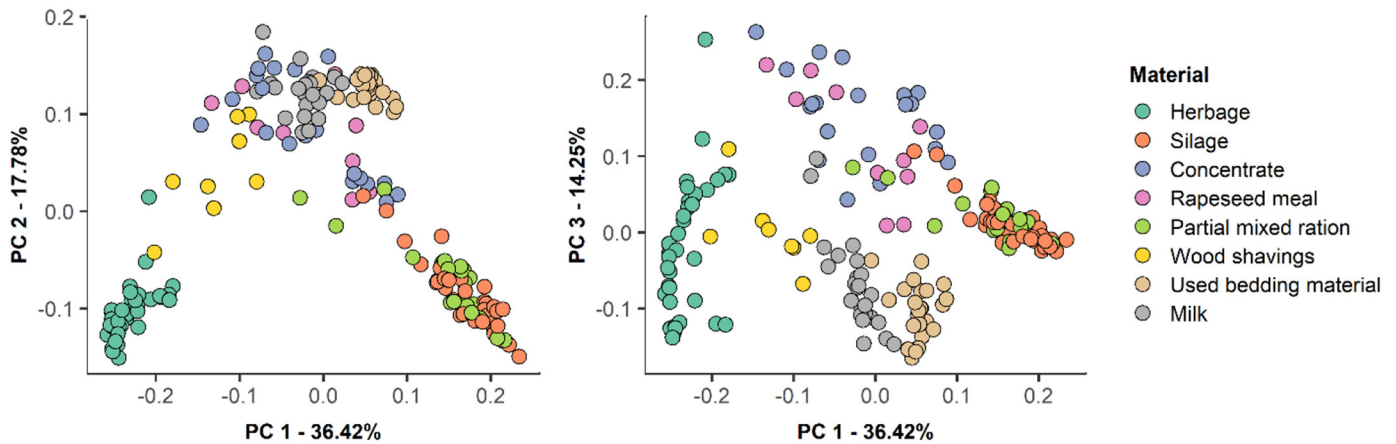 0.2
0.1
0.0
-0.1
PC 2 - 17.78%
-0.2
-0.1
0.0
0.1
0.2
PC 1 - 36.42%
0.2
0.1
0.0
-0.1
PC 3 - 14.25%
-0.2
-0.1
0.0
0.1
0.2
PC 1 - 36.42%
Material
Herbage
Silage
Concentrate
Rapeseed meal
Partial mixed ration
Wood shavings
Used bedding material
Milk